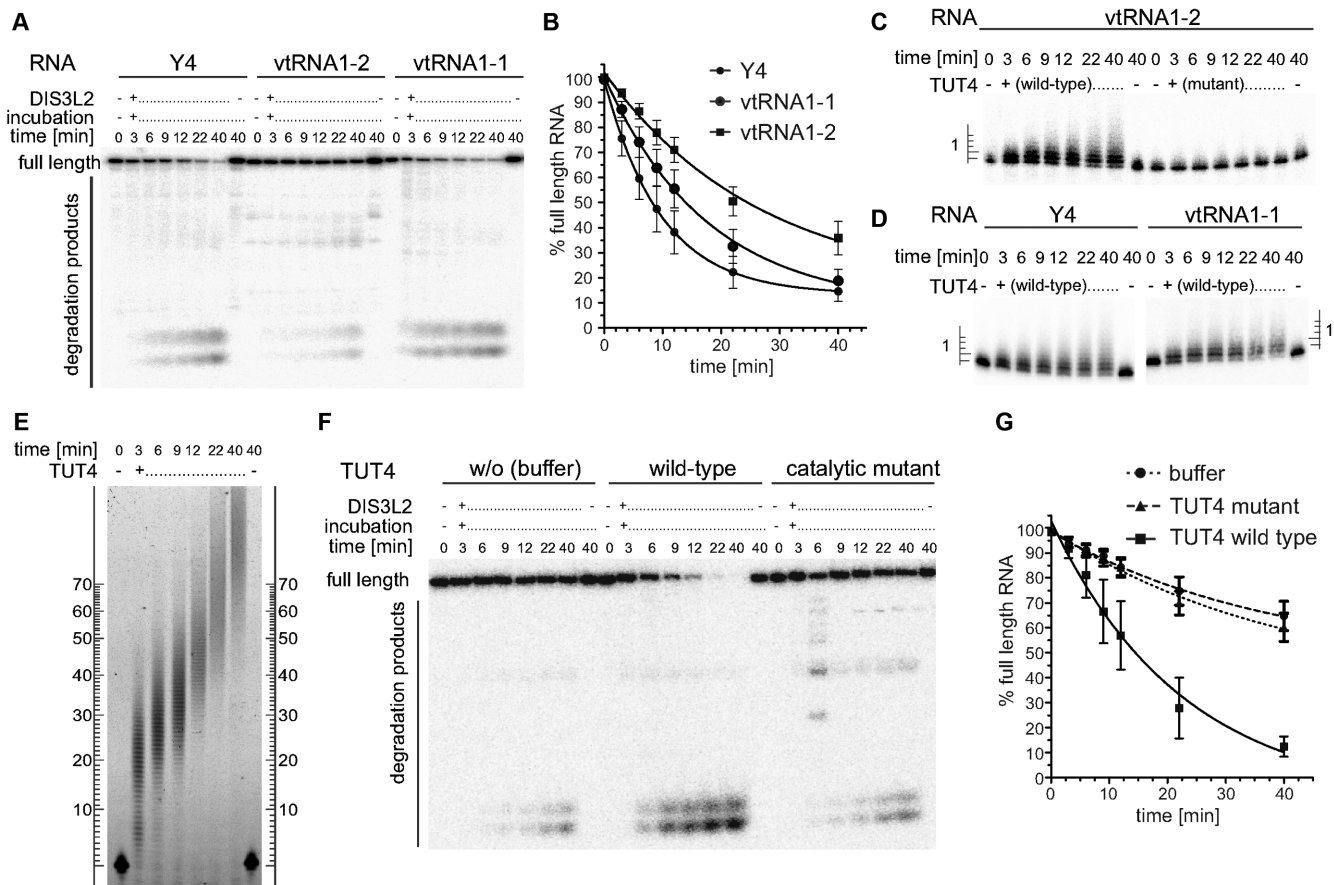 A
RNA Y4 vtRNA1-2 vtRNA1-1
DIS3L2 - + - + - + -
incubation - + - + - + -
time [min] 0 3 6 9 12 22 40 40 0 3 6 9 12 22 40 40 0 3 6 9 12 22 40 40
full length
degradation products
B
Y4
vtRNA1-1
vtRNA1-2
100
90
80
70
60
50
40
30
20
10
0
% full length RNA
0 10 20 30 40
time [min]
C
RNA vtRNA1-2
time [min] 0 3 6 9 12 22 40 40 0 3 6 9 12 22 40 40
TUT4 - + (wild-type)........ - - + (mutant)......... -
1
D
RNA Y4 vtRNA1-1
time[min] 0 3 6 9 12 22 40 40 0 3 6 9 12 22 40 40
TUT4 - + (wild-type)....... - - + (wild-type)....... -
1
1
E
time [min] 0 3 6 9 12 22 40 40
TUT4 - +........................ -
70 70
60 60
50 50
40 40
30 30
20 20
10 10
F
TUT4 w/o (buffer) wild-type catalytic mutant
DIS3L2 - + - - + - - + -
incubation - + - + - +
time [min] 0 3 6 9 12 22 40 40 0 3 6 9 12 22 40 40 0 3 6 9 12 22 40 40
full length
degradation products
G
buffer
TUT4 mutant
TUT4 wild type
100
90
80
70
60
50
40
30
20
10
0
% full length RNA
0 10 20 30 40
time [min]